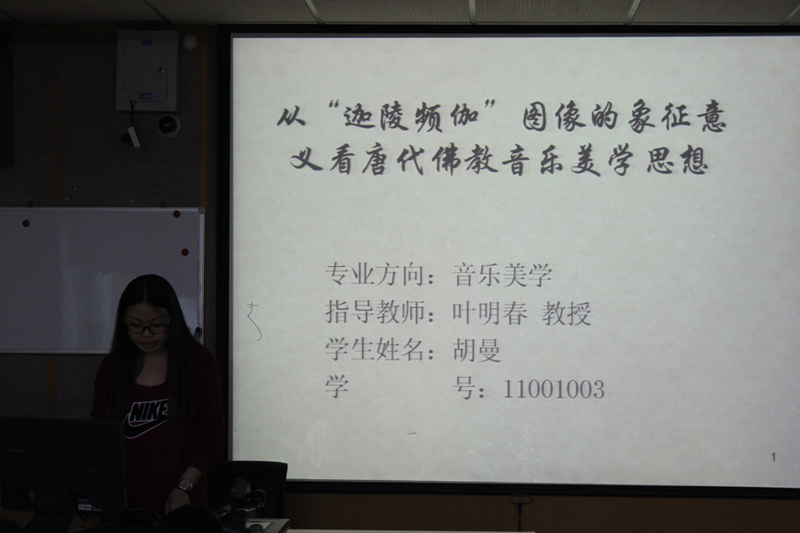 从“迦陵频伽”图像的象征意
义看唐代佛教音乐美学思想
专业方向：音乐美学
指导教师：叶明春 教授
学生姓名：胡曼
学 号：11001003
1
NIKE